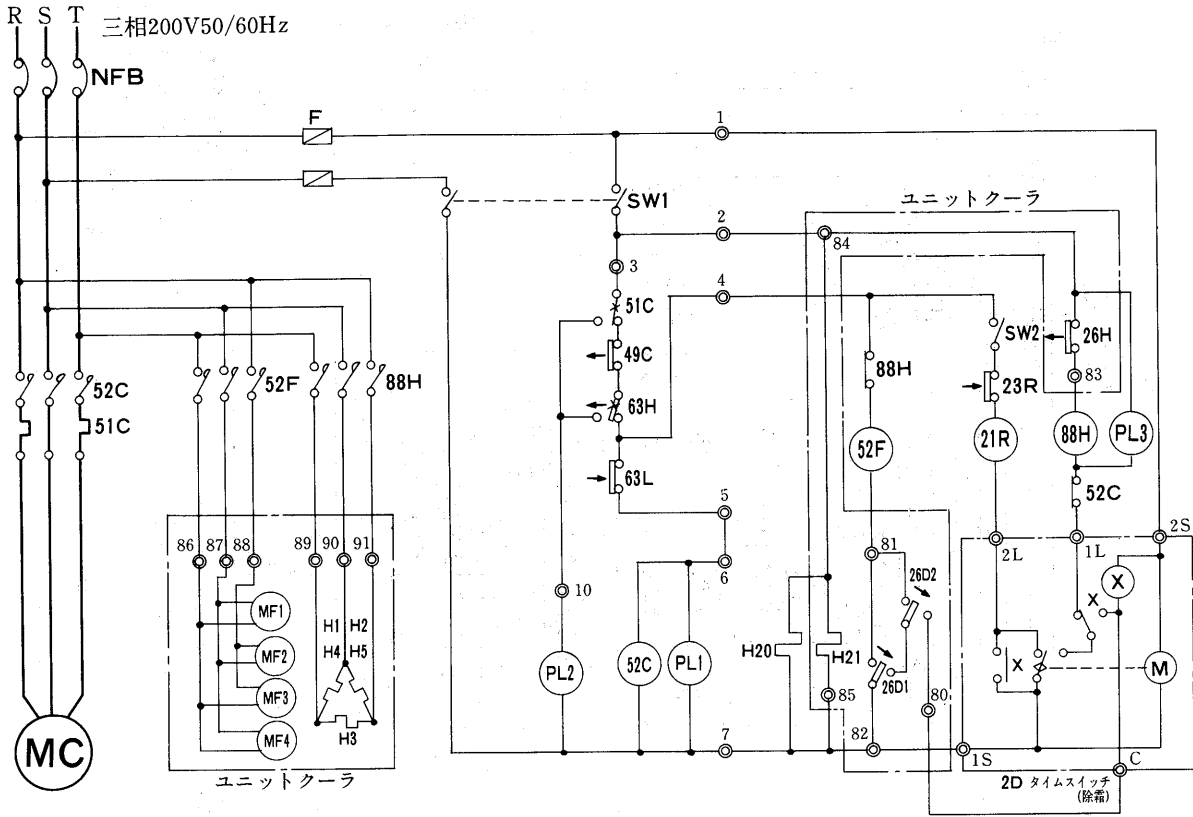 R S T
三相200V50/60Hz
NFB
F
1
SW1
ユニットクーラ
2
84
3
4
51C
SW2
26H
49C
88H
23R
83
52C
52F
88H
63H
51C
52F
21R
88H
PL3
63L
52C
5
2S
86 87 88 89 90 91
81
2L
1L
6
26D2
X
10
X
MF1
H1 H2
H4 H5
MF2
PL2
52C
PL1
H20
H21
X
M
26D1
MF3
85
80
H3
MF4
7
82
MC
1S
C
ユニットクーラ
2D タイムスイッチ
(除霜)